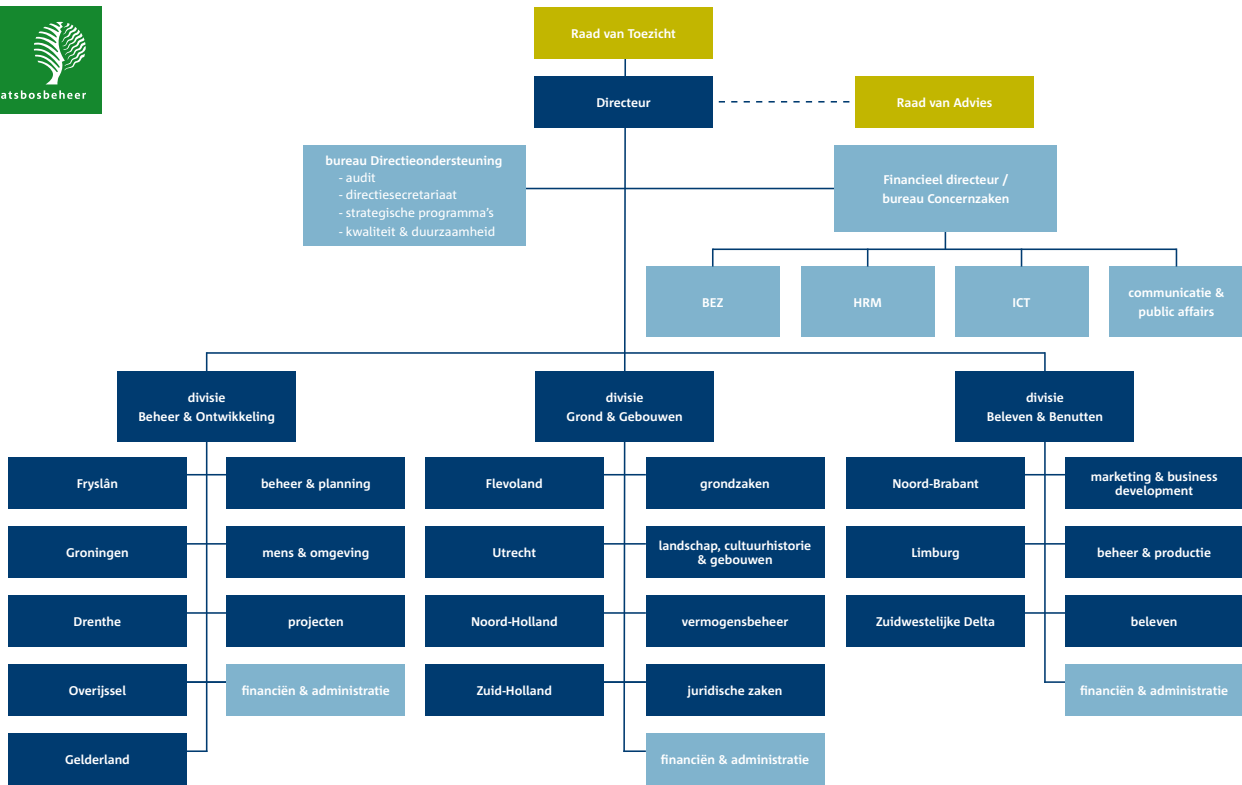 atsbosbeheer
Raad van Toezicht
Directeur
Raad van Advies
bureau Directieondersteuning
- audit
- directiesecretariaat
- strategische programma's
- kwaliteit & duurzaamheid
Financieel directeur /
bureau Concernzaken
BEZ
HRM
ICT
communicatie &
public affairs
divisie
Beheer & Ontwikkeling
divisie
Grond & Gebouwen
divisie
Beleven & Benutten
Fryslân
beheer & planning
Groningen
mens & omgeving
Drenthe
projecten
Overijssel
financiën & administratie
Gelderland
Flevoland
grondzaken
Utrecht
landschap, cultuurhistorie
& gebouwen
Noord-Holland
vermogensbeheer
Zuid-Holland
juridische zaken
financiën & administratie
Noord-Brabant
marketing & business
development
Limburg
beheer & productie
Zuidwestelijke Delta
beleven
financiën & administratie